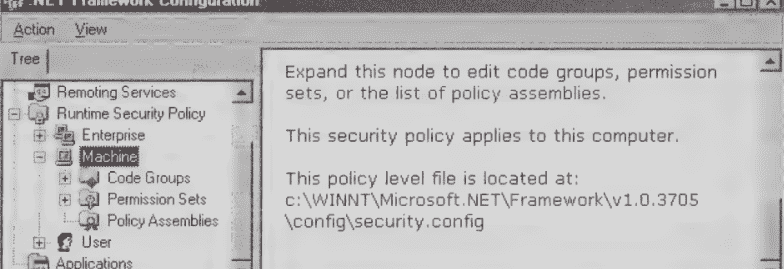 .NET Framework Configuration
Action View
Tree
Remoting Services
Runtime Security Policy
Enterprise
Machine
Code Groups
Permission Sets
Policy Assemblies
User
Applications
Expand this node to edit code groups, permission
sets, or the list of policy assemblies.
This security policy applies to this computer.
This policy level file is located at:
c:\WINNT\Microsoft.NET\Framework\v1.0.3705
\config\security.config